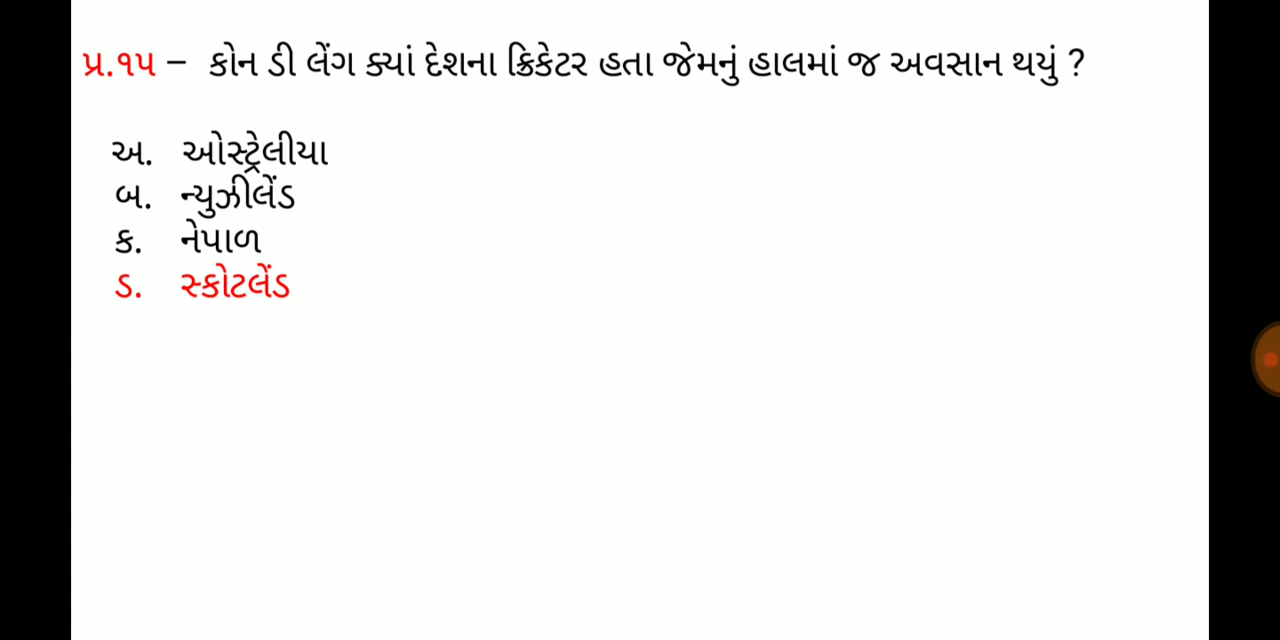 પ્ર.૧૫ – કોન ડી લેંગ ક્યાં દેશના ક્રિકેટર હતા જેમનું હાલમાં જ અવસાન થયું ?
અ. ઓસ્ટ્રેલીયા
બ. ન્યુઝીલેંડ
ક. નેપાળ
ડ. સ્કોટલેંડ